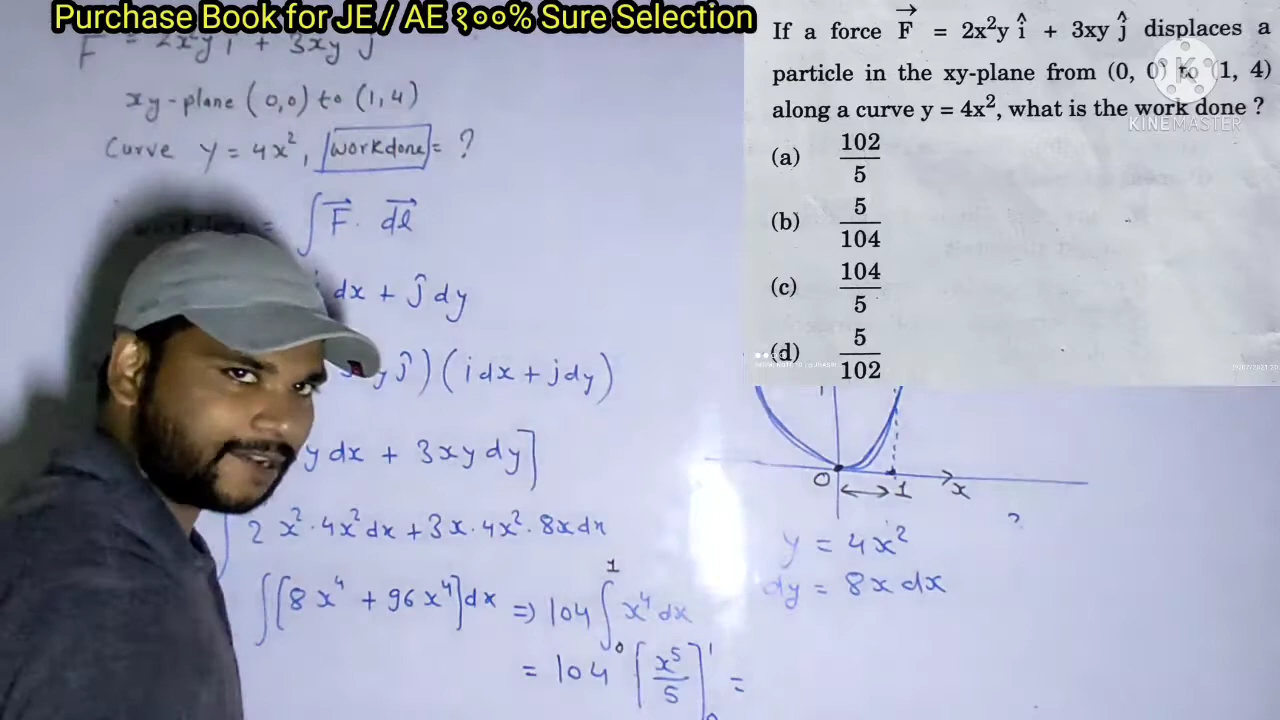 Purchase Book for JE / AE १००% Sure Selection
F = 2x²y î + 3xy ĵ
xy-plane (0,0) to (1,4)
Curve y = 4x², workdone = ?
∫ F⃗ . dl⃗
dx + ĵ dy
y ĵ) (i dx + j dy)
y dx + 3xy dy]
∫ 2 x² · 4x² dx + 3x · 4x² · 8x dx
∫ [8x⁴ + 96x⁴] dx ⇒ 104 ∫₀¹ x⁴ dx
= 104 [x⁵/5]₀¹ =
If a force F⃗ = 2x²y î + 3xy ĵ displaces a
particle in the xy-plane from (0, 0) to (1, 4)
along a curve y = 4x², what is the work done ?
KINEMASTER
(a) 102/5
(b) 5/104
(c) 104/5
(d) 5/102
O 1 x
y = 4x²
dy = 8x dx